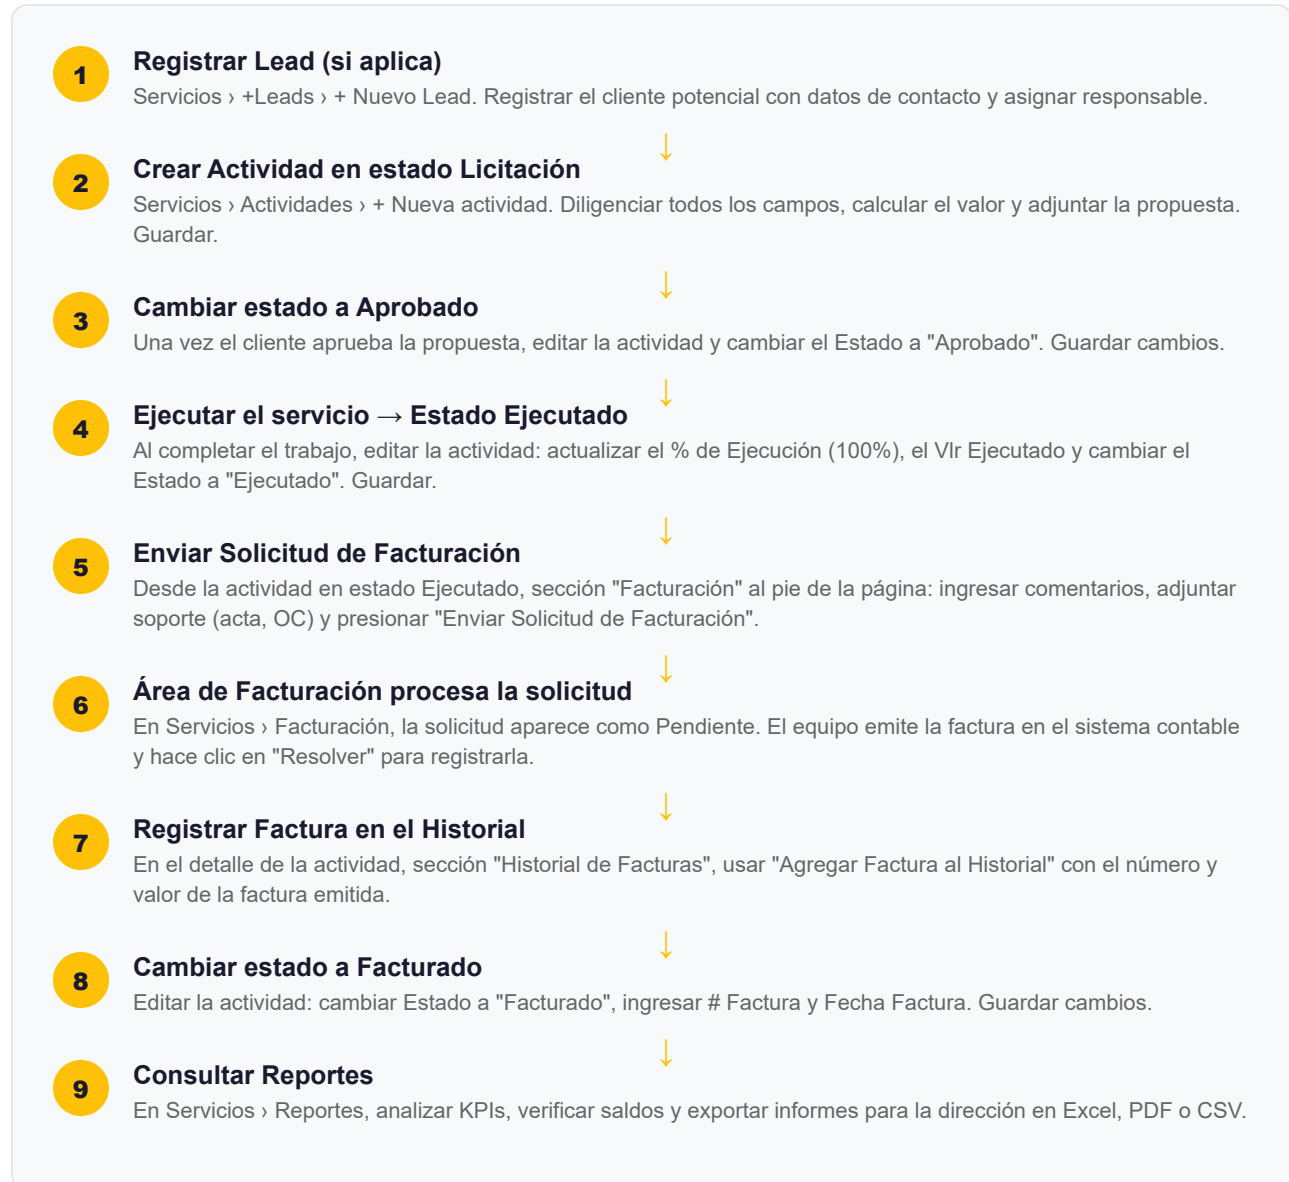 1
Registrar Lead (si aplica)
Servicios › +Leads › + Nuevo Lead. Registrar el cliente potencial con datos de contacto y asignar responsable.
↓
2
Crear Actividad en estado Licitación
Servicios › Actividades › + Nueva actividad. Diligenciar todos los campos, calcular el valor y adjuntar la propuesta.
Guardar.
↓
3
Cambiar estado a Aprobado
Una vez el cliente aprueba la propuesta, editar la actividad y cambiar el Estado a "Aprobado". Guardar cambios.
↓
4
Ejecutar el servicio → Estado Ejecutado
Al completar el trabajo, editar la actividad: actualizar el % de Ejecución (100%), el Vlr Ejecutado y cambiar el
Estado a "Ejecutado". Guardar.
↓
5
Enviar Solicitud de Facturación
Desde la actividad en estado Ejecutado, sección "Facturación" al pie de la página: ingresar comentarios, adjuntar
soporte (acta, OC) y presionar "Enviar Solicitud de Facturación".
↓
6
Área de Facturación procesa la solicitud
En Servicios › Facturación, la solicitud aparece como Pendiente. El equipo emite la factura en el sistema contable
y hace clic en "Resolver" para registrarla.
↓
7
Registrar Factura en el Historial
En el detalle de la actividad, sección "Historial de Facturas", usar "Agregar Factura al Historial" con el número y
valor de la factura emitida.
↓
8
Cambiar estado a Facturado
Editar la actividad: cambiar Estado a "Facturado", ingresar # Factura y Fecha Factura. Guardar cambios.
↓
9
Consultar Reportes
En Servicios › Reportes, analizar KPIs, verificar saldos y exportar informes para la dirección en Excel, PDF o CSV.